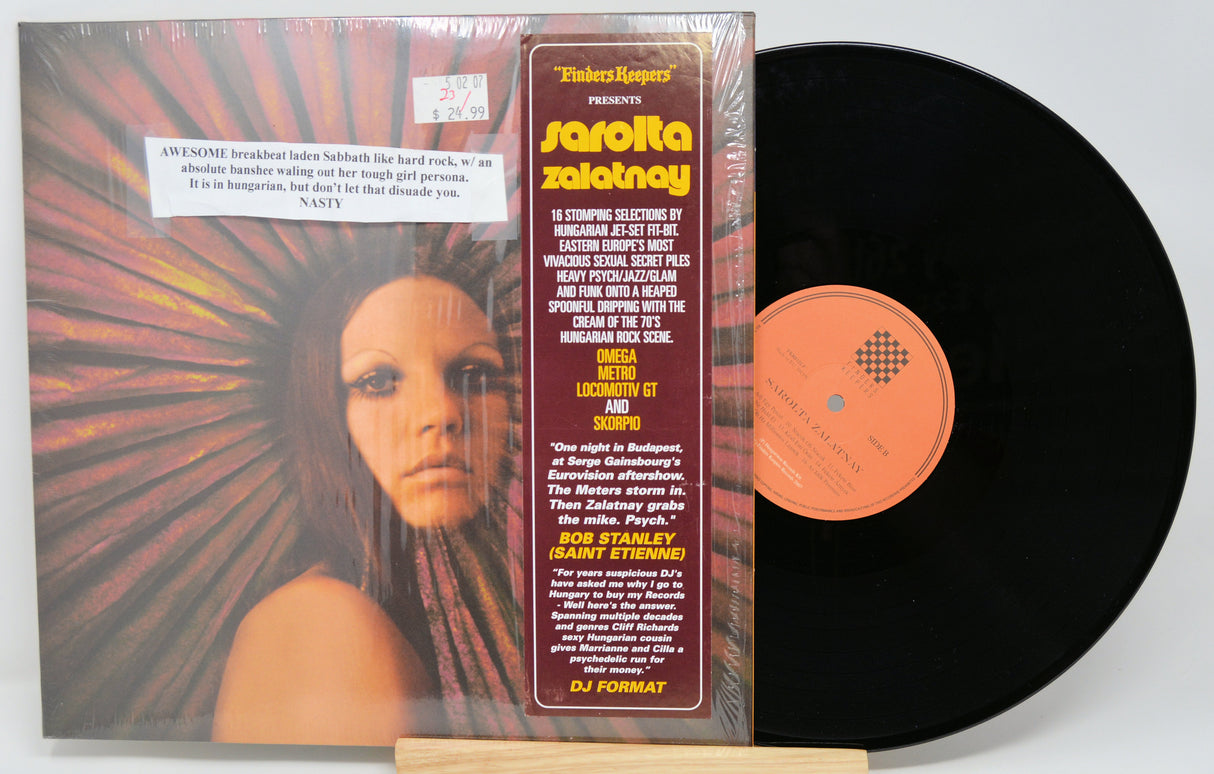 5 02 07
23/
$ 24.99
AWESOME breakbeat laden Sabbath like hard rock, w/ an
absolute banshee waling out her tough girl persona.
It is in hungarian, but don't let that disuade you.
NASTY
"Finders Keepers"
PRESENTS
sarolta
zalatnay
16 STOMPING SELECTIONS BY
HUNGARIAN JET-SET FIT-BIT.
EASTERN EUROPE'S MOST
VIVACIOUS SEXUAL SECRET PILES
HEAVY PSYCH/JAZZ/GLAM
AND FUNK ONTO A HEAPED
SPOONFUL DRIPPING WITH THE
CREAM OF THE 70'S
HUNGARIAN ROCK SCENE.
OMEGA
METRO
LOCOMOTIV GT
AND
SKORPIO
"One night in Budapest,
at Serge Gainsbourg's
Eurovision aftershow.
The Meters storm in.
Then Zalatnay grabs
the mike. Psych."
BOB STANLEY
(SAINT ETIENNE)
"For years suspicious DJ's
have asked me why I go to
Hungary to buy my Records
- Well here's the answer.
Spanning multiple decades
and genres Cliff Richards
sexy Hungarian cousin
gives Marrianne and Cilla a
psychedelic run for
their money."
DJ FORMAT
FINDERS
KEEPERS
SAROLTA ZALATNAY
SIDE B